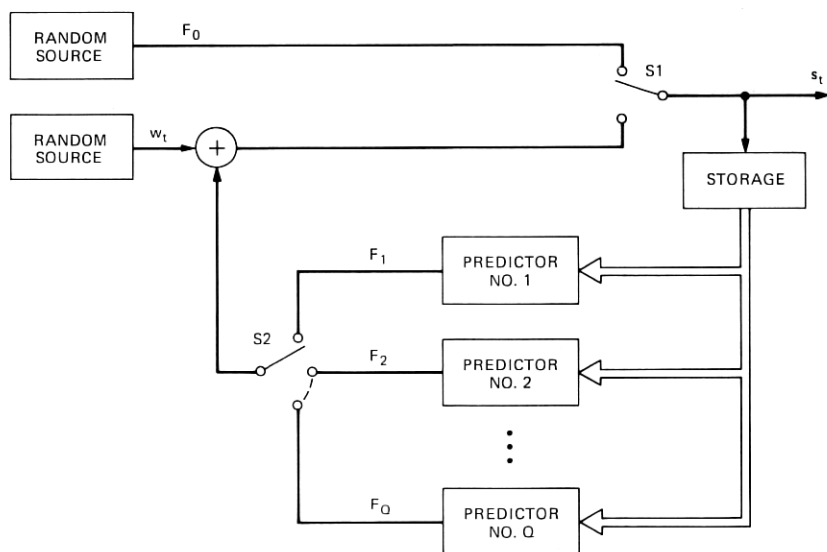 RANDOM
SOURCE
F₀
S1
sₜ
RANDOM
SOURCE
wₜ
+
STORAGE
F₁
PREDICTOR
NO. 1
S2
F₂
PREDICTOR
NO. 2
F_Q
PREDICTOR
NO. Q